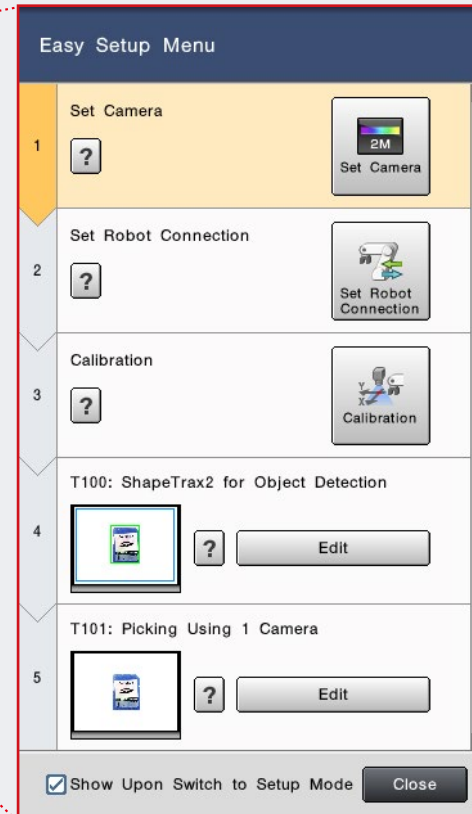 Easy Setup Menu
1
Set Camera
?
2M
Set Camera
2
Set Robot Connection
?
Set Robot
Connection
3
Calibration
?
Y
X
Calibration
4
T100: ShapeTrax2 for Object Detection
?
Edit
5
T101: Picking Using 1 Camera
?
Edit
Show Upon Switch to Setup Mode
Close